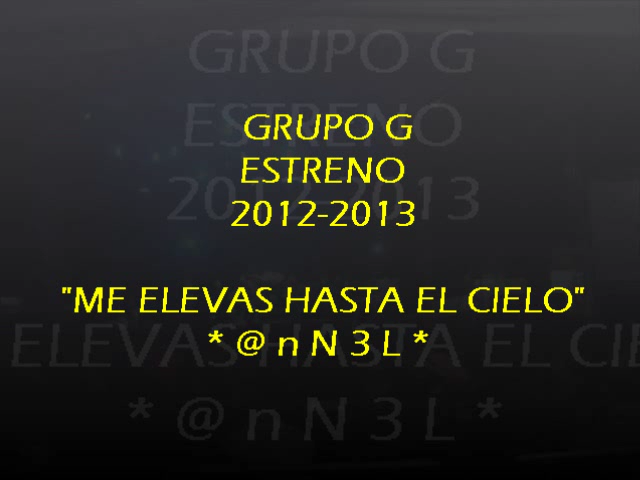 GRUPO G
ESTRENO
2012-2013
"ME ELEVAS HASTA EL CIELO"
* @ n N 3 L *